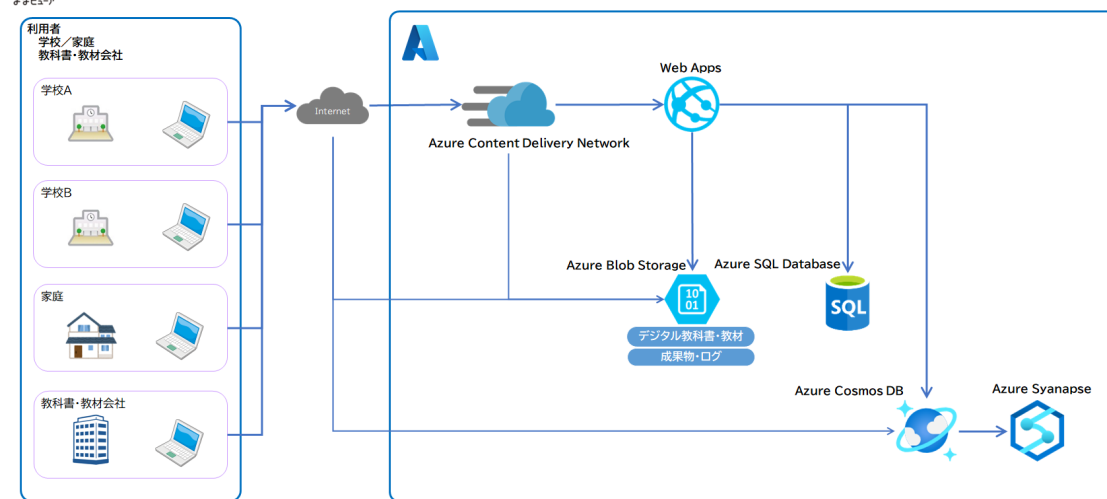 利用者
学校／家庭
教科書・教材会社
学校A
学校B
家庭
教科書・教材会社
Internet
Azure Content Delivery Network
Web Apps
Azure Blob Storage
10
01
デジタル教科書・教材
成果物・ログ
Azure SQL Database
SQL
Azure Cosmos DB
Azure Syanapse